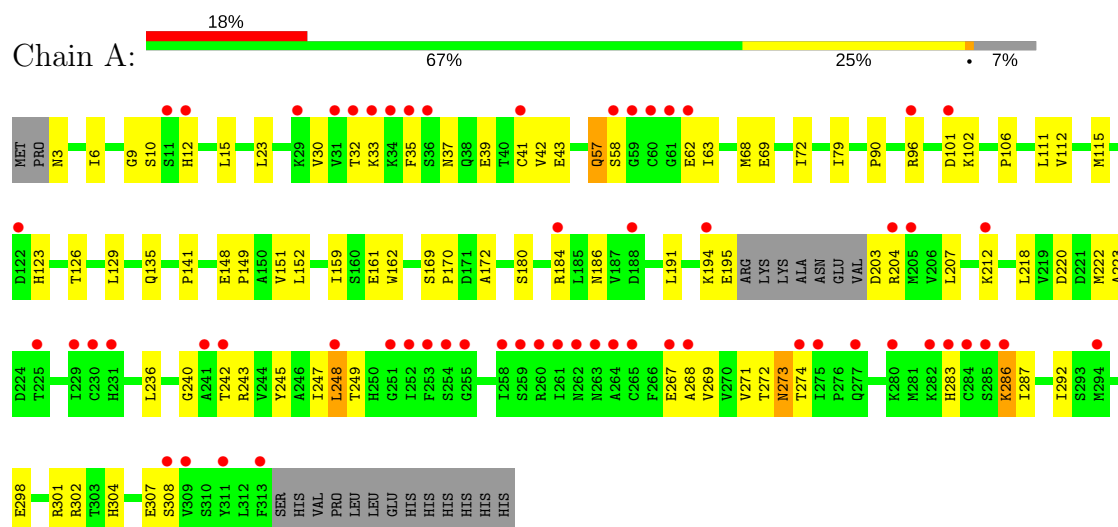 18%
Chain A:
67% 25% • 7%
MET PRO N3 I6 G9 S10 S11 H12 L15 L23 K29 V30 V31 T32 K33 K34 F35 S36 N37 Q38 E39 T40 C41 V42 E43 Q57 S58 G59 C60 G61 E62 I63 M68 E69 I72 I79 P90 R96 D101 K102 P106 L111 V112 M115
D122 H123 T126 L129 Q135 P141 E148 P149 A150 V151 L152 I159 S160 E161 W162 S169 P170 D171 A172 S180 R184 L185 N186 V187 D188 L191 K194 E195 ARG LYS LYS ALA ASN GLU VAL D203 R204 M205 V206 L207 K212 L218 V219 D220 D221 M222 A223
D224 T225 I229 C230 H231 L236 G240 A241 T242 R243 V244 Y245 A246 I247 L248 T249 H250 G251 I252 F253 S254 G255 I258 S259 R260 I261 N262 N263 A264 C265 F266 E267 A268 V269 V270 V271 T272 N273 T274 I275 P276 Q277 K280 M281 K282 H283 C284 S285 K286 I287 I292 S293 M294
E298 R301 R302 T303 H304 E307 S308 V309 S310 Y311 L312 F313 SER HIS VAL PRO LEU LEU GLU HIS HIS HIS HIS HIS HIS